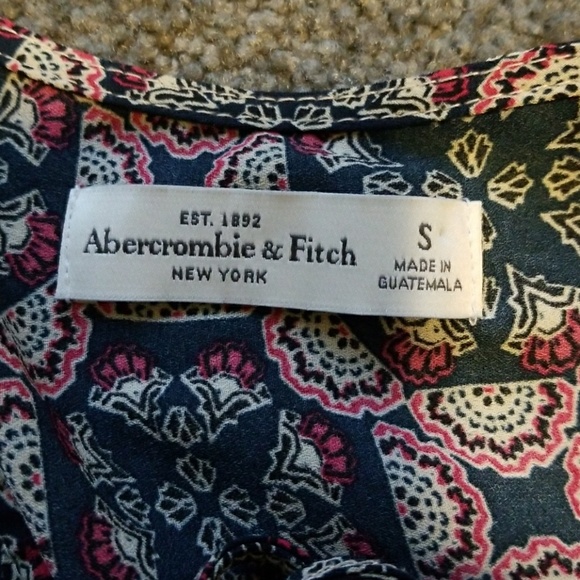 EST. 1892
Abercrombie & Fitch
NEW YORK
S
MADE IN
GUATEMALA